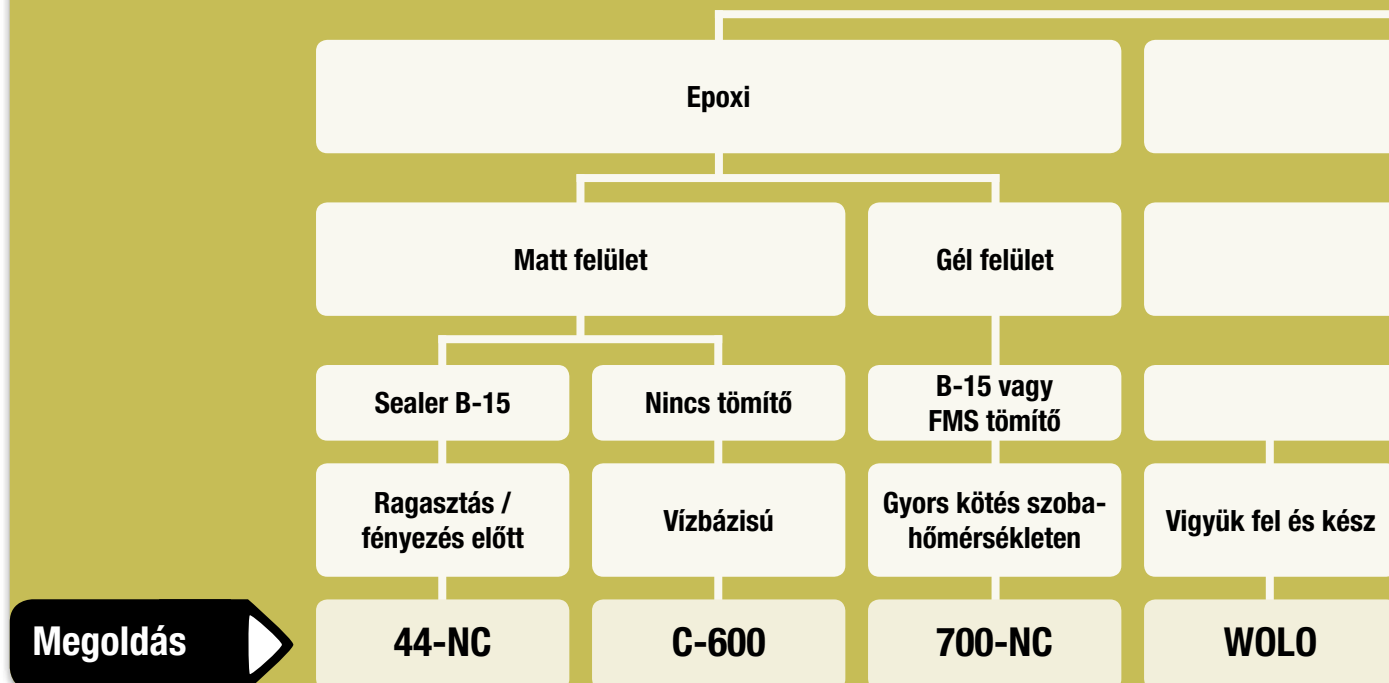 Epoxi
Matt felület
Gél felület
Sealer B-15
Nincs tömítő
B-15 vagy
FMS tömítő
Ragasztás /
fényezés előtt
Vízbázisú
Gyors kötés szoba-
hőmérsékleten
Vigyük fel és kész
Megoldás
44-NC
C-600
700-NC
WOLO